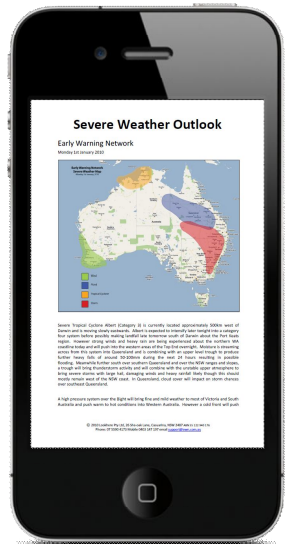 Severe Weather Outlook
Early Warning Network
Monday 1st January 2010
Early Warning Network
Severe Weather Map
Wind
Flood
Storm
Severe Tropical Cyclone Albert (Category 3) is currently located approximately 500km west of
Darwin and is moving slowly eastwards. Albert is expected to intensify later tonight into a category
four system before possibly making landfall late tomorrow south of Darwin about the Port Keats
region. However strong winds and heavy rain are being experienced about the northern WA
coastline today and will push into the western areas of the Top End overnight. Moisture is streaming
across from this system into Queensland and is combining with an upper level trough to produce
further heavy falls of around 50-100mm during the next 24 hours resulting in possible
flooding. Meanwhile further south over southern Queensland and over the NSW ranges and slopes,
a trough will bring thunderstorm activity and will combine with the unstable upper atmosphere to
bring severe storms with large hail, damaging winds and heavy rainfall likely though this should
mostly remain west of the NSW coast. In Queensland, cloud cover will impact on storm chances
over southeast Queensland.
A high pressure system over the Bight will bring fine and mild weather to most of Victoria and South
Australia and push warm to hot conditions into Western Australia. However a cold front will push